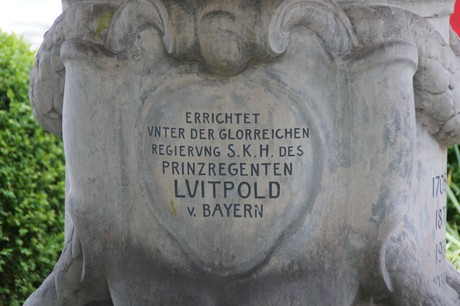 ERRICHTET
VNTER DER GLORREICHEN
REGIERVNG S.K.H. DES
PRINZREGENTEN
LVITPOLD
v. BAYERN